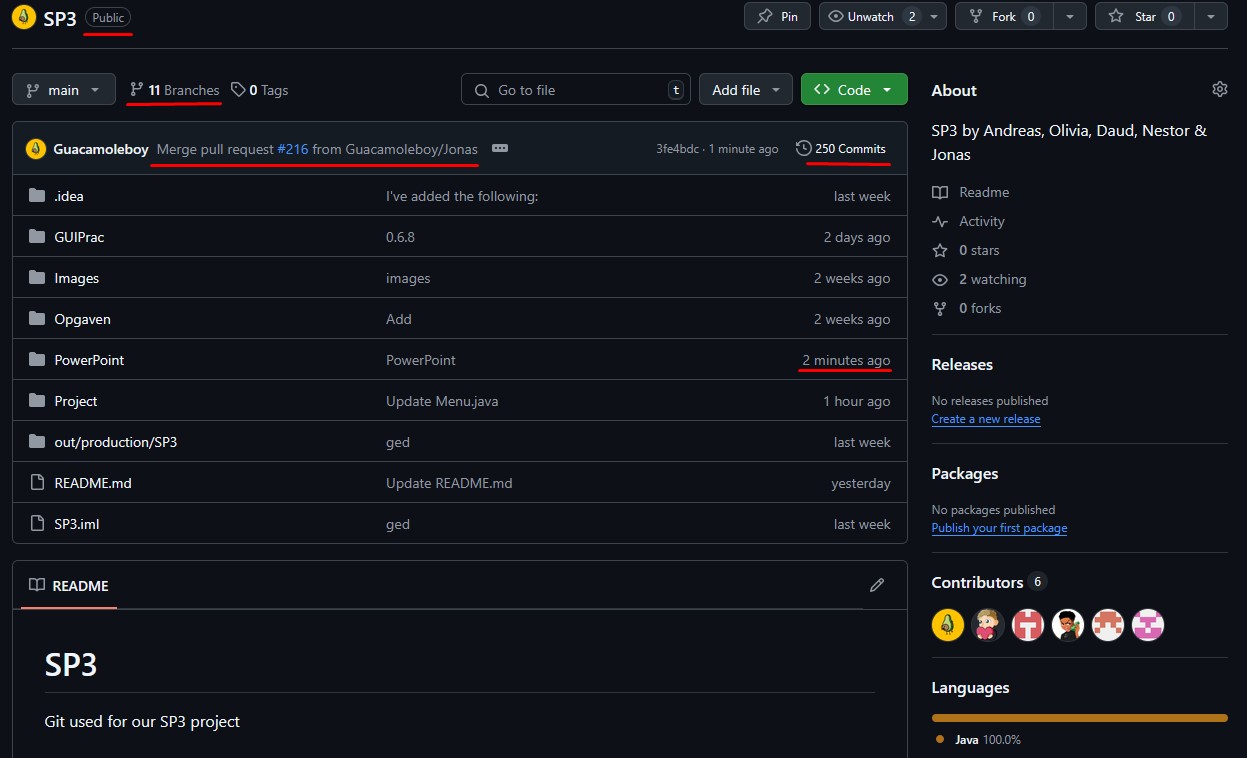 SP3 Public
Pin
Unwatch 2
Fork 0
Star 0
main
11 Branches
0 Tags
Go to file
t
Add file
Code
Guacamoleboy Merge pull request #216 from Guacamoleboy/Jonas
3fe4bdc · 1 minute ago
250 Commits
.idea I've added the following: last week
GUIPrac 0.6.8 2 days ago
Images images 2 weeks ago
Opgaven Add 2 weeks ago
PowerPoint PowerPoint 2 minutes ago
Project Update Menu.java 1 hour ago
out/production/SP3 ged last week
README.md Update README.md yesterday
SP3.iml ged last week
README
SP3
Git used for our SP3 project
About
SP3 by Andreas, Olivia, Daud, Nestor &
Jonas
Readme
Activity
0 stars
2 watching
0 forks
Releases
No releases published
Create a new release
Packages
No packages published
Publish your first package
Contributors 6
Languages
Java 100.0%